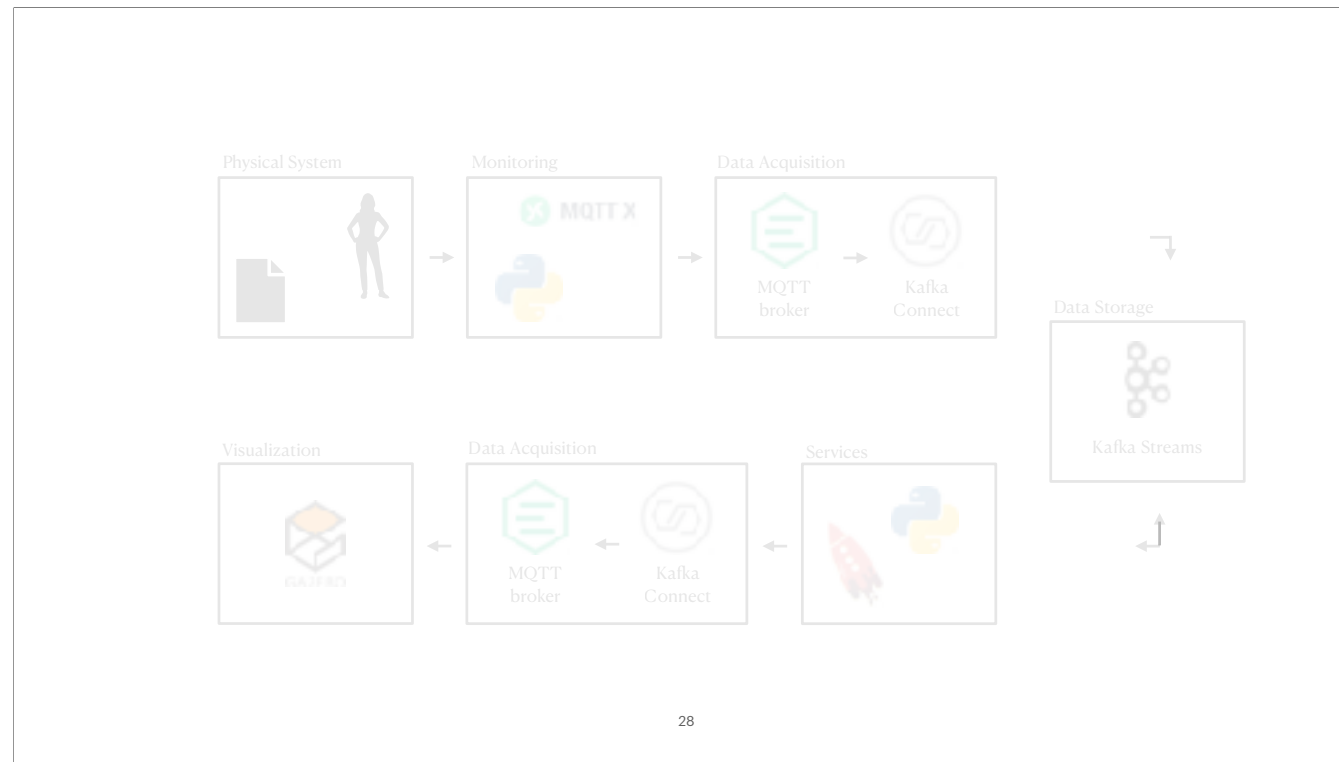 Physical System
Monitoring
Data Acquisition
MQTT X
MQTT
broker
Kafka
Connect
Data Storage
Kafka Streams
Visualization
Data Acquisition
Services
GAZEBO
MQTT
broker
Kafka
Connect
28